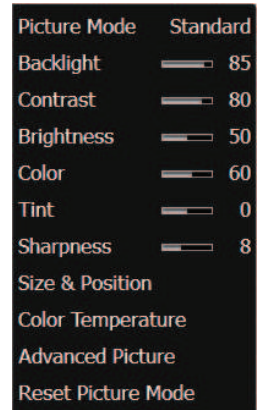 Picture Mode Standard
Backlight 85
Contrast 80
Brightness 50
Color 60
Tint 0
Sharpness 8
Size & Position
Color Temperature
Advanced Picture
Reset Picture Mode